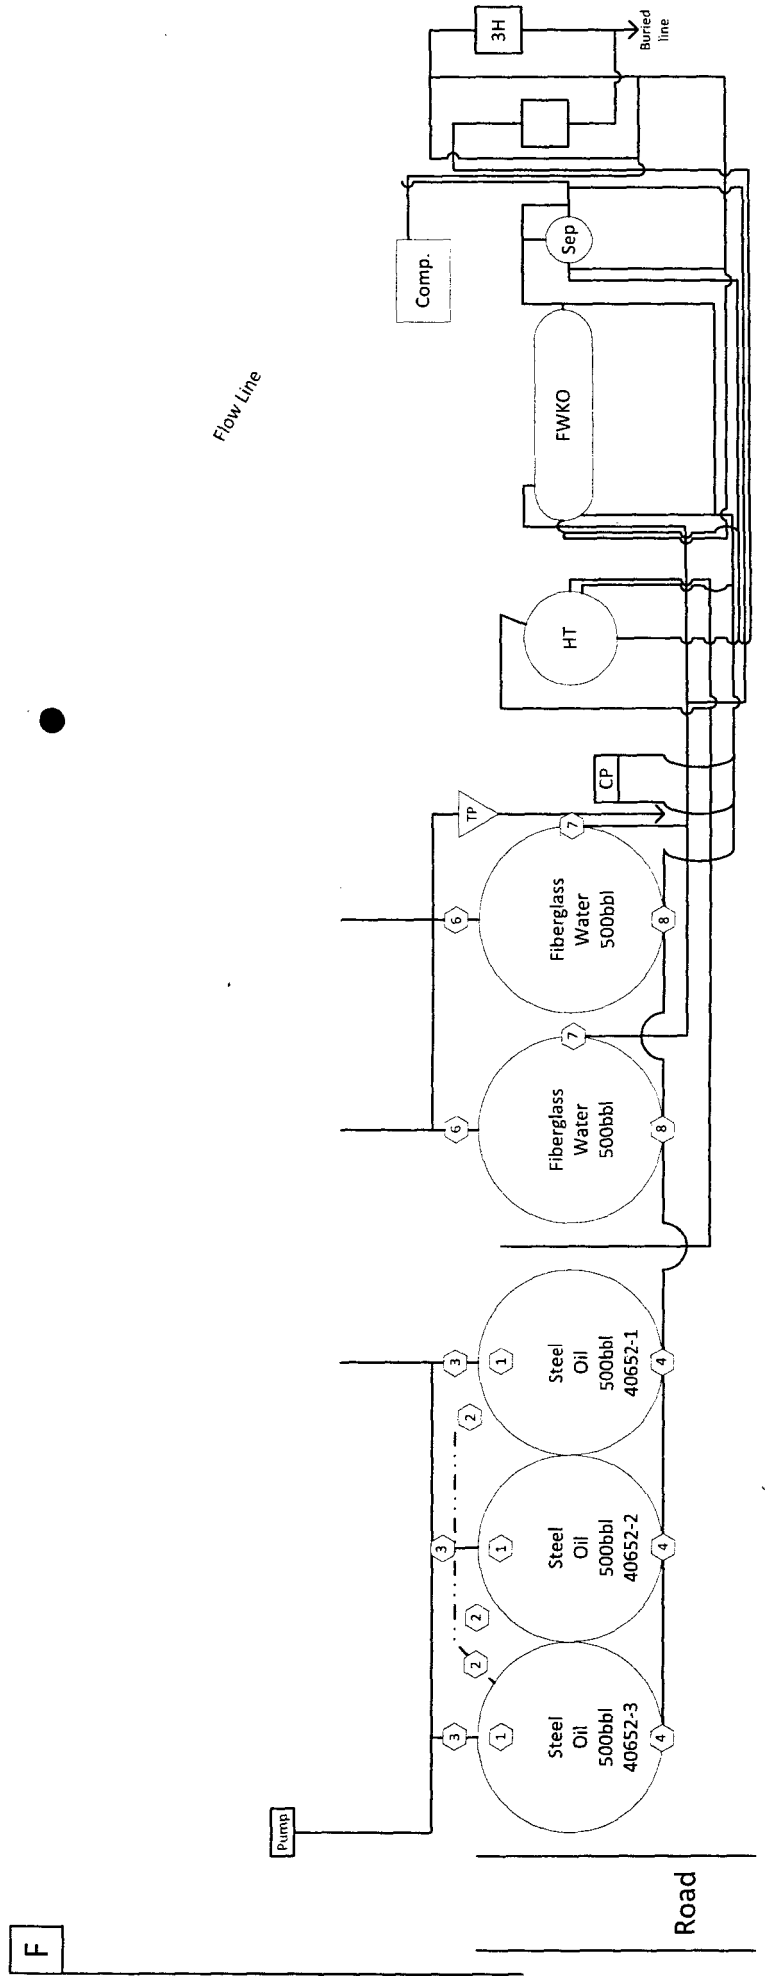 F
Road
Pump
3
3
3
2
2
2
1
1
1
Steel
Oil
500bbl
40652-3
Steel
Oil
500bbl
40652-2
Steel
Oil
500bbl
40652-1
4
4
4
6
6
7
7
Fiberglass
Water
500bbl
Fiberglass
Water
500bbl
8
8
TP
CP
HT
Flow Line
FWKO
Comp.
Sep
3H
Buried
line